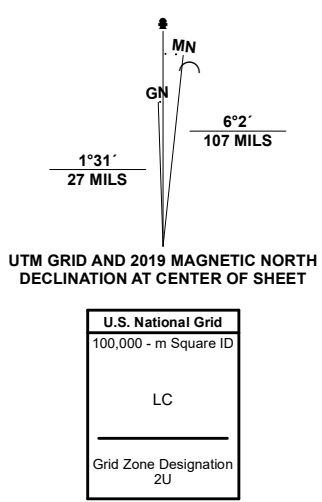 MN
GN
6°2´
107 MILS
1°31´
27 MILS
UTM GRID AND 2019 MAGNETIC NORTH
DECLINATION AT CENTER OF SHEET
U.S. National Grid
100,000 - m Square ID
LC
Grid Zone Designation
2U